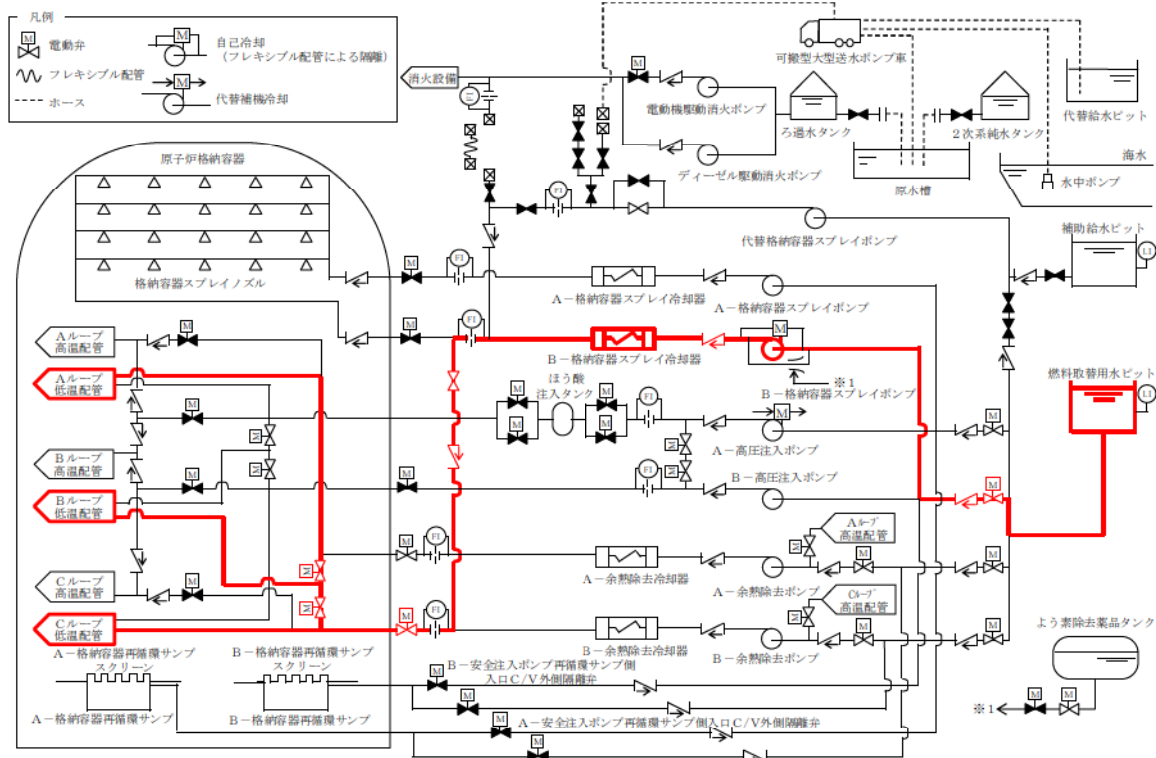 凡例
M
電動弁
フレキシブル配管
ホース
M
自己冷却
(フレキシブル配管による隔離)
M
代替補機冷却
消火設備
FI
M
電動機駆動消火ポンプ
ディーゼル駆動消火ポンプ
可搬型大型送水ポンプ車
ろ過水タンク
2次系純水タンク
原水槽
代替給水ピット
海水
水中ポンプ
FI
代替格納容器スプレイポンプ
補助給水ピット
LI
原子炉格納容器
格納容器スプレイノズル
M
FI
A-格納容器スプレイ冷却器
A-格納容器スプレイポンプ
M
FI
B-格納容器スプレイ冷却器
M
※1
B-格納容器スプレイポンプ
燃料取替用水ピット
LI
Aループ
高温配管
M
Aループ
低温配管
ほう酸
注入タンク
M
M
M
M
M
FI
M
A-高圧注入ポンプ
M
M
M
M
M
Bループ
高温配管
M
M
FI
B-高圧注入ポンプ
M
Bループ
低温配管
Aループ
高温配管
M
M
FI
A-余熱除去冷却器
M
A-余熱除去ポンプ
M
M
Cループ
高温配管
M
M
Cループ
高温配管
M
Cループ
低温配管
M
FI
B-余熱除去冷却器
M
B-余熱除去ポンプ
M
よう素除去薬品タンク
A-格納容器再循環サンプ
スクリーン
B-格納容器再循環サンプ
スクリーン
B-安全注入ポンプ再循環サンプ側
入口C/V外側隔離弁
M
M
A-格納容器再循環サンプ
B-格納容器再循環サンプ
A-安全注入ポンプ再循環サンプ側入口C/V外側隔離弁
M
M
※1
M
M